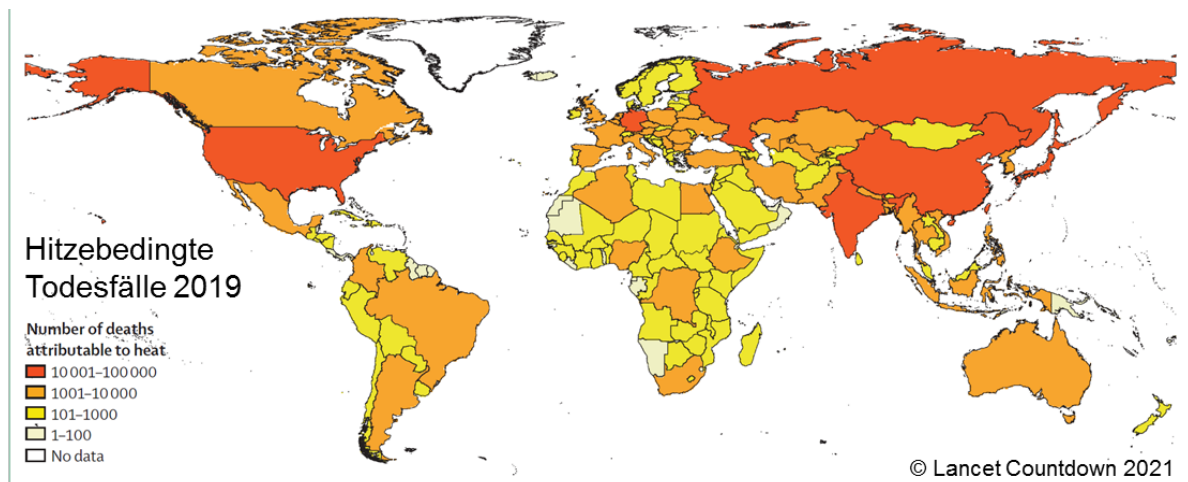 Hitzebedingte
Todesfälle 2019
Number of deaths
attributable to heat
10 001–100 000
1001–10 000
101–1000
1–100
No data
© Lancet Countdown 2021